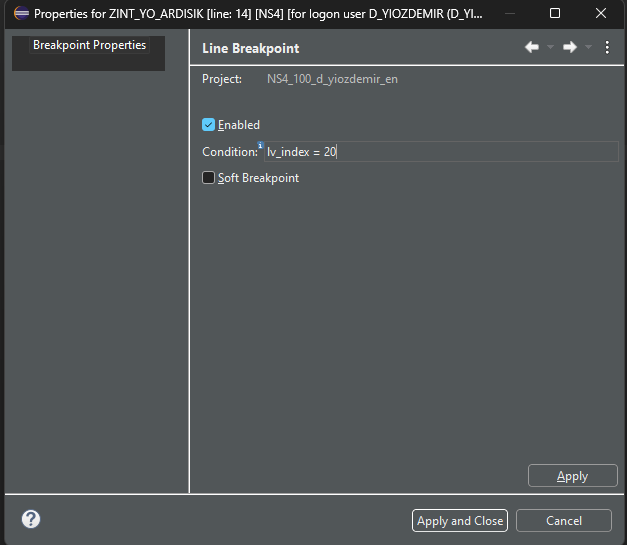 Properties for ZINT_YO_ARDISIK [line: 14] [NS4] [for logon user D_YIOZDEMIR (D_YI...
Breakpoint Properties
Line Breakpoint
Project: NS4_100_d_yiozdemir_en
Enabled
Condition: lv_index = 20
Soft Breakpoint
Apply
Apply and Close
Cancel